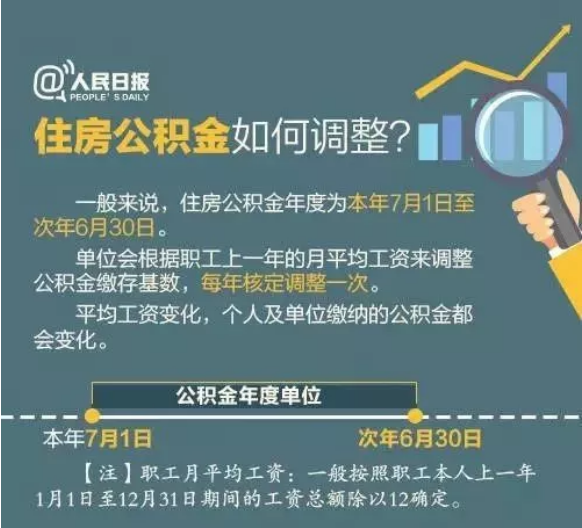 @人民日报
PEOPLE'S DAILY
住房公积金如何调整?
一般来说，住房公积金年度为本年7月1日至
次年6月30日。
单位会根据职工上一年的月平均工资来调整
公积金缴存基数，每年核定调整一次。
平均工资变化，个人及单位缴纳的公积金都
会变化。
公积金年度单位
本年7月1日 次年6月30日
【注】职工月平均工资：一般按照职工本人上一年
1月1日至12月31日期间的工资总额除以12确定。